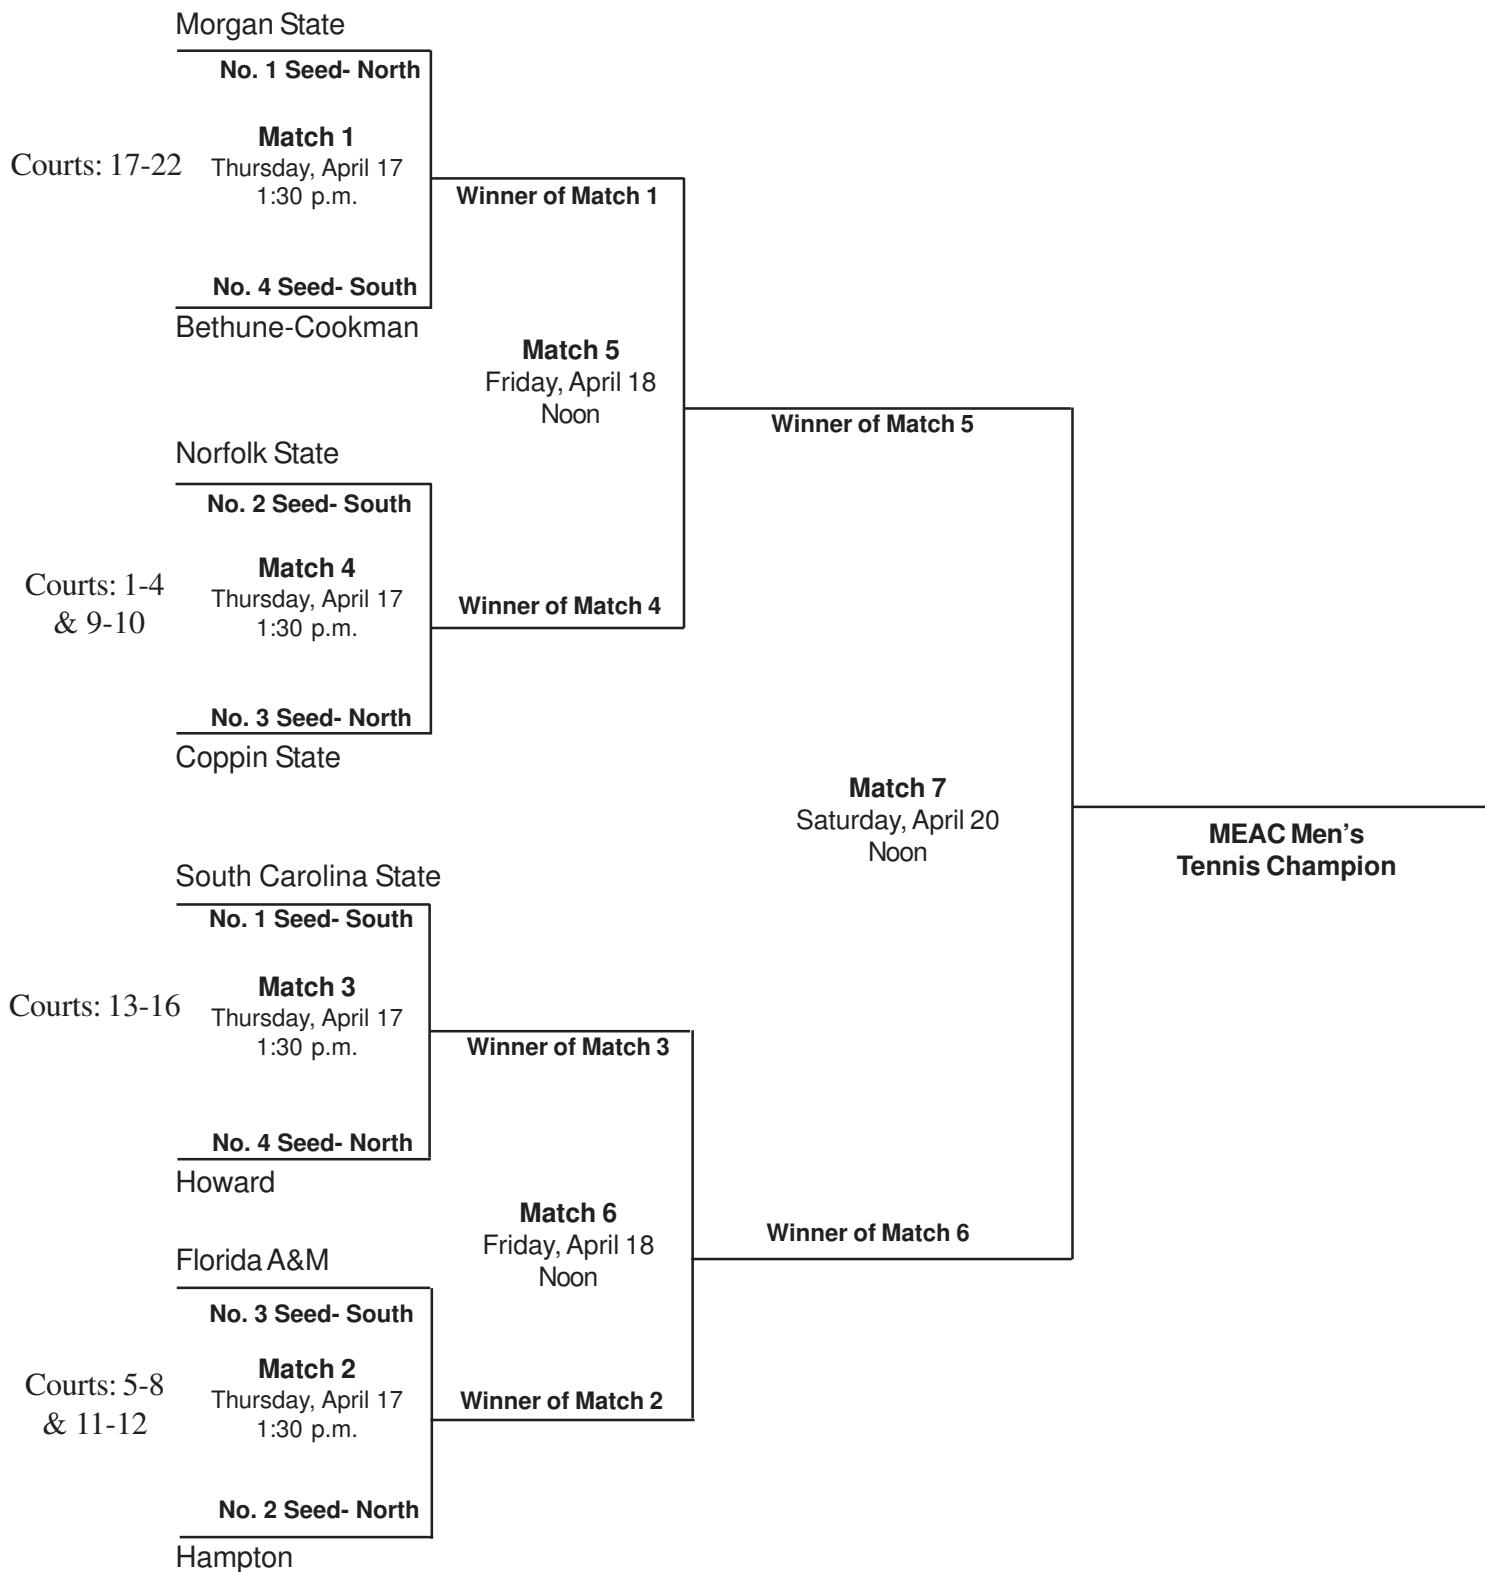 Morgan State
No. 1 Seed- North
Match 1
Thursday, April 17
1:30 p.m.
Courts: 17-22
No. 4 Seed- South
Bethune-Cookman
Winner of Match 1
Match 5
Friday, April 18
Noon
Winner of Match 5
Norfolk State
No. 2 Seed- South
Match 4
Thursday, April 17
1:30 p.m.
Courts: 1-4
& 9-10
Winner of Match 4
No. 3 Seed- North
Coppin State
Match 7
Saturday, April 20
Noon
MEAC Men’s
Tennis Champion
South Carolina State
No. 1 Seed- South
Match 3
Thursday, April 17
1:30 p.m.
Courts: 13-16
Winner of Match 3
No. 4 Seed- North
Howard
Match 6
Friday, April 18
Noon
Winner of Match 6
Florida A&M
No. 3 Seed- South
Match 2
Thursday, April 17
1:30 p.m.
Courts: 5-8
& 11-12
Winner of Match 2
No. 2 Seed- North
Hampton